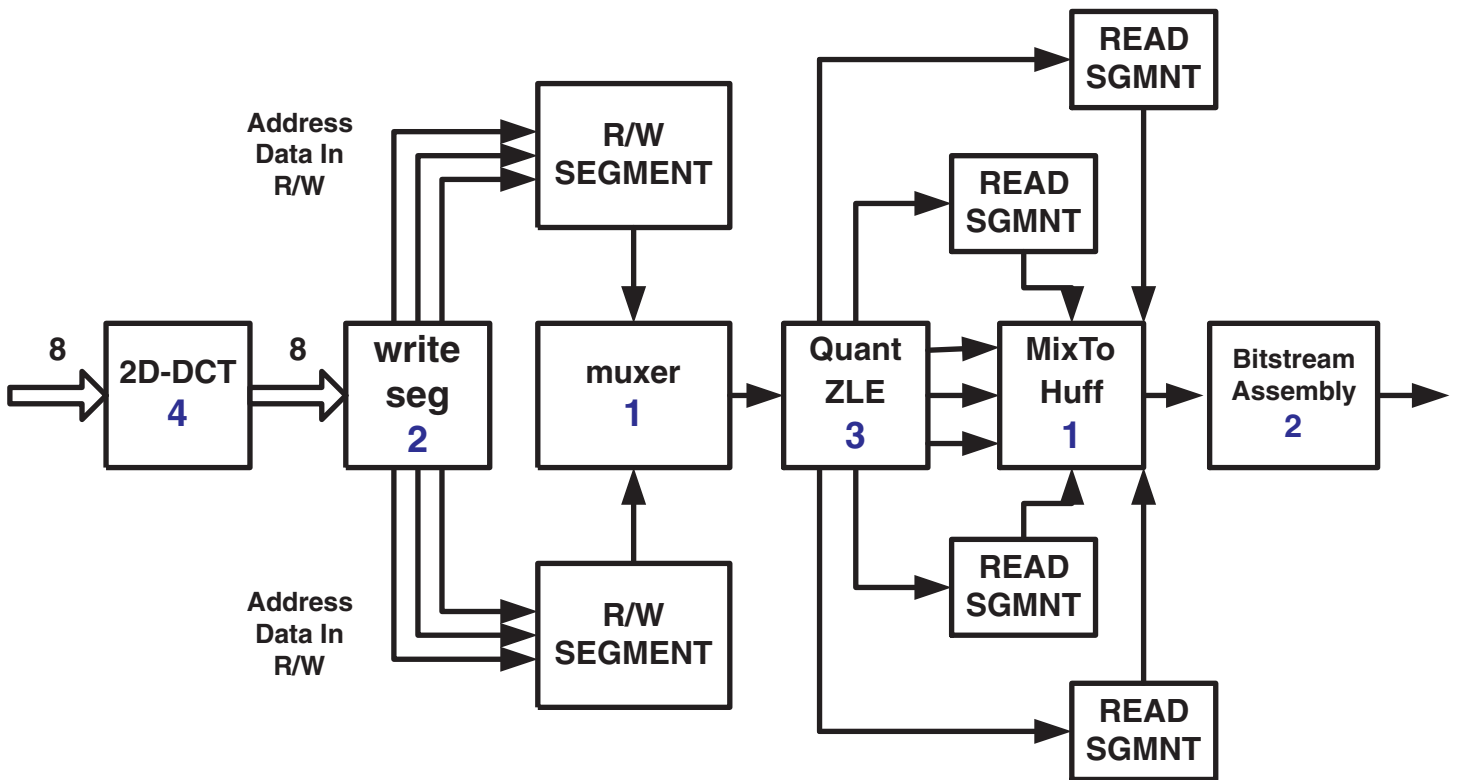 READ
SGMNT
Address
Data In
R/W
R/W
SEGMENT
READ
SGMNT
8
2D-DCT
4
8
write
seg
2
muxer
1
Quant
ZLE
3
MixTo
Huff
1
Bitstream
Assembly
2
Address
Data In
R/W
R/W
SEGMENT
READ
SGMNT
READ
SGMNT